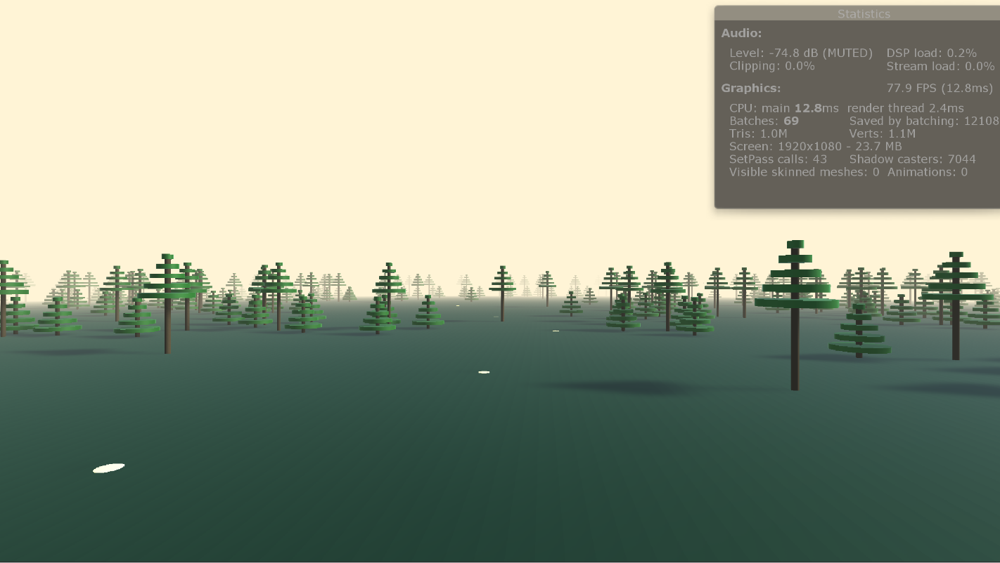 Statistics
Audio:
Level: -74.8 dB (MUTED) DSP load: 0.2%
Clipping: 0.0% Stream load: 0.0%
Graphics: 77.9 FPS (12.8ms)
CPU: main 12.8ms render thread 2.4ms
Batches: 69 Saved by batching: 12108
Tris: 1.0M Verts: 1.1M
Screen: 1920x1080 - 23.7 MB
SetPass calls: 43 Shadow casters: 7044
Visible skinned meshes: 0 Animations: 0